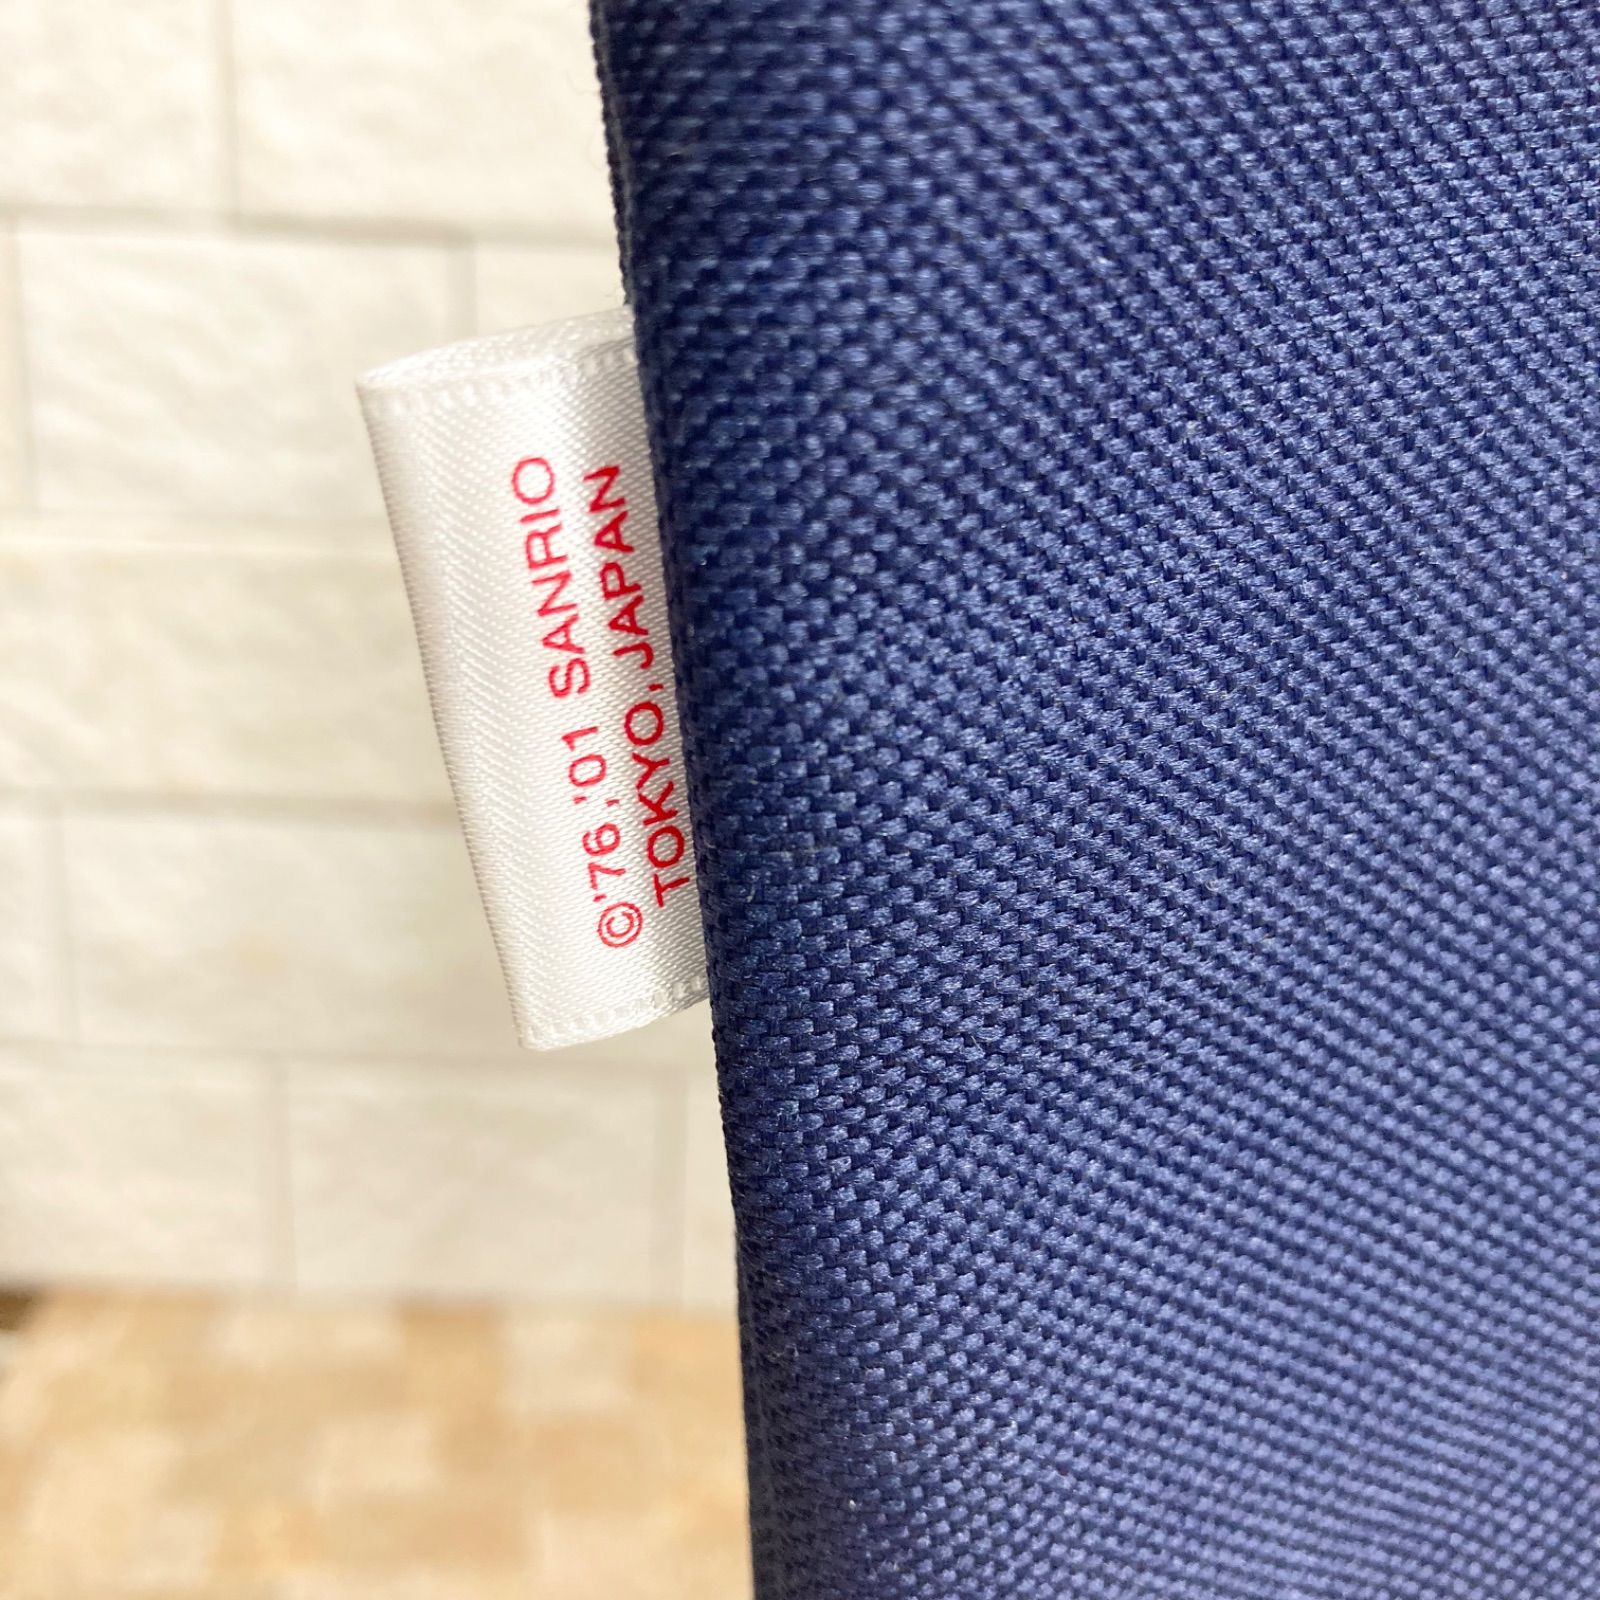 ©'76 '01 SANRIO
TOKYO, JAPAN